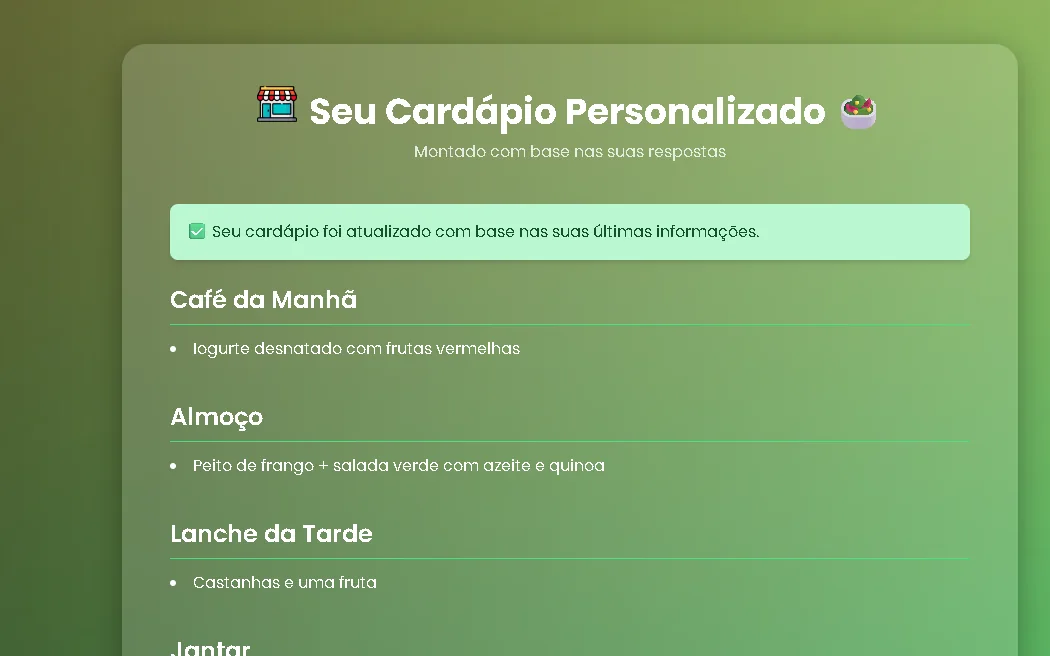 Seu Cardápio Personalizado
Montado com base nas suas respostas
Seu cardápio foi atualizado com base nas suas últimas informações.
Café da Manhã
Iogurte desnatado com frutas vermelhas
Almoço
Peito de frango + salada verde com azeite e quinoa
Lanche da Tarde
Castanhas e uma fruta
Jantar